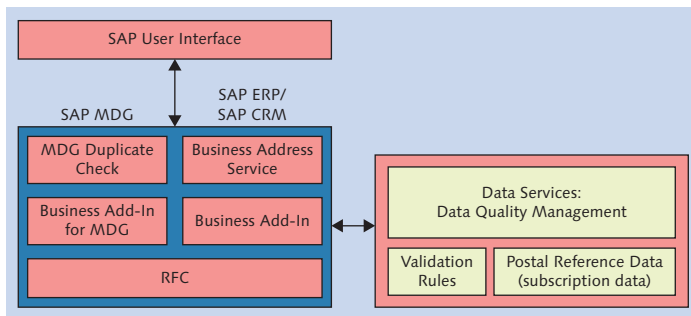 SAP User Interface
SAP MDG
SAP ERP/
SAP CRM
MDG Duplicate
Check
Business Address
Service
Business Add-In
for MDG
Business Add-In
RFC
Data Services:
Data Quality Management
Validation
Rules
Postal Reference Data
(subscription data)